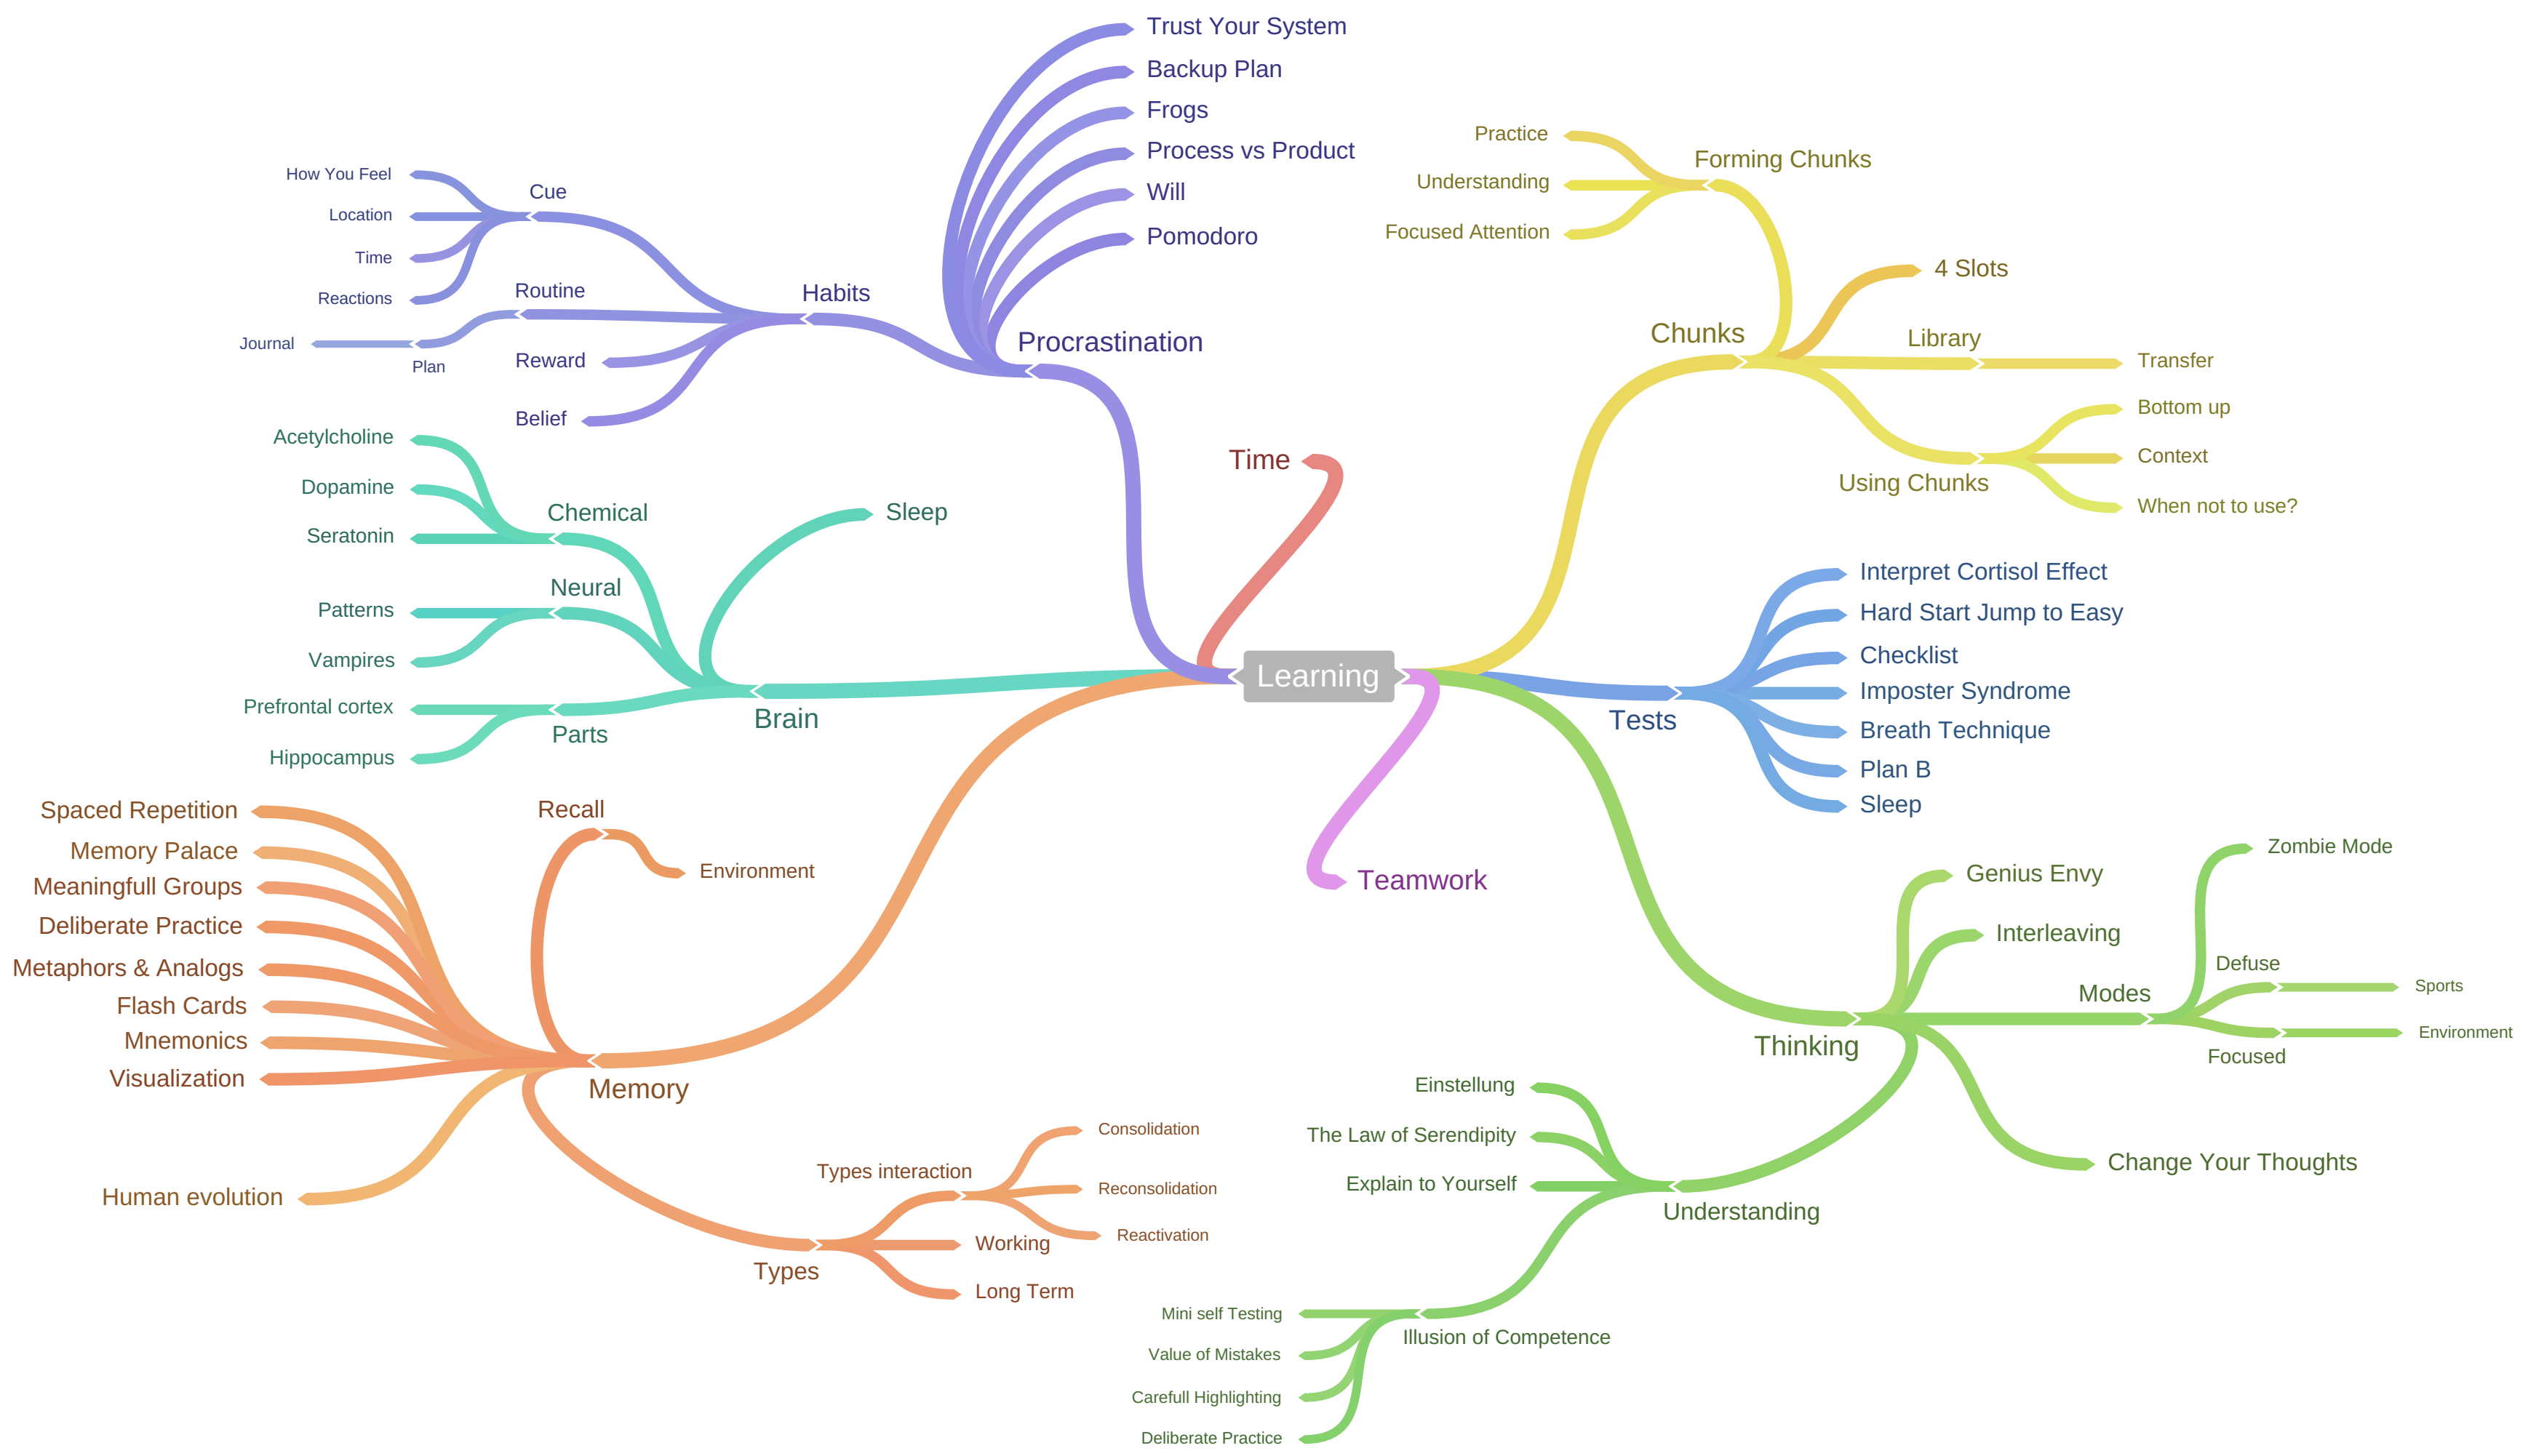 Learning
Time
Procrastination
Trust Your System
Backup Plan
Frogs
Process vs Product
Will
Pomodoro
Habits
Cue
How You Feel
Location
Time
Reactions
Routine
Plan
Journal
Reward
Belief
Brain
Sleep
Chemical
Acetylcholine
Dopamine
Seratonin
Neural
Patterns
Vampires
Parts
Prefrontal cortex
Hippocampus
Memory
Recall
Environment
Spaced Repetition
Memory Palace
Meaningfull Groups
Deliberate Practice
Metaphors & Analogs
Flash Cards
Mnemonics
Visualization
Human evolution
Types
Types interaction
Consolidation
Reconsolidation
Reactivation
Working
Long Term
Chunks
Forming Chunks
Practice
Understanding
Focused Attention
4 Slots
Library
Transfer
Using Chunks
Bottom up
Context
When not to use?
Tests
Interpret Cortisol Effect
Hard Start Jump to Easy
Checklist
Imposter Syndrome
Breath Technique
Plan B
Sleep
Teamwork
Thinking
Genius Envy
Interleaving
Modes
Zombie Mode
Defuse
Sports
Focused
Environment
Change Your Thoughts
Understanding
Einstellung
The Law of Serendipity
Explain to Yourself
Illusion of Competence
Mini self Testing
Value of Mistakes
Carefull Highlighting
Deliberate Practice